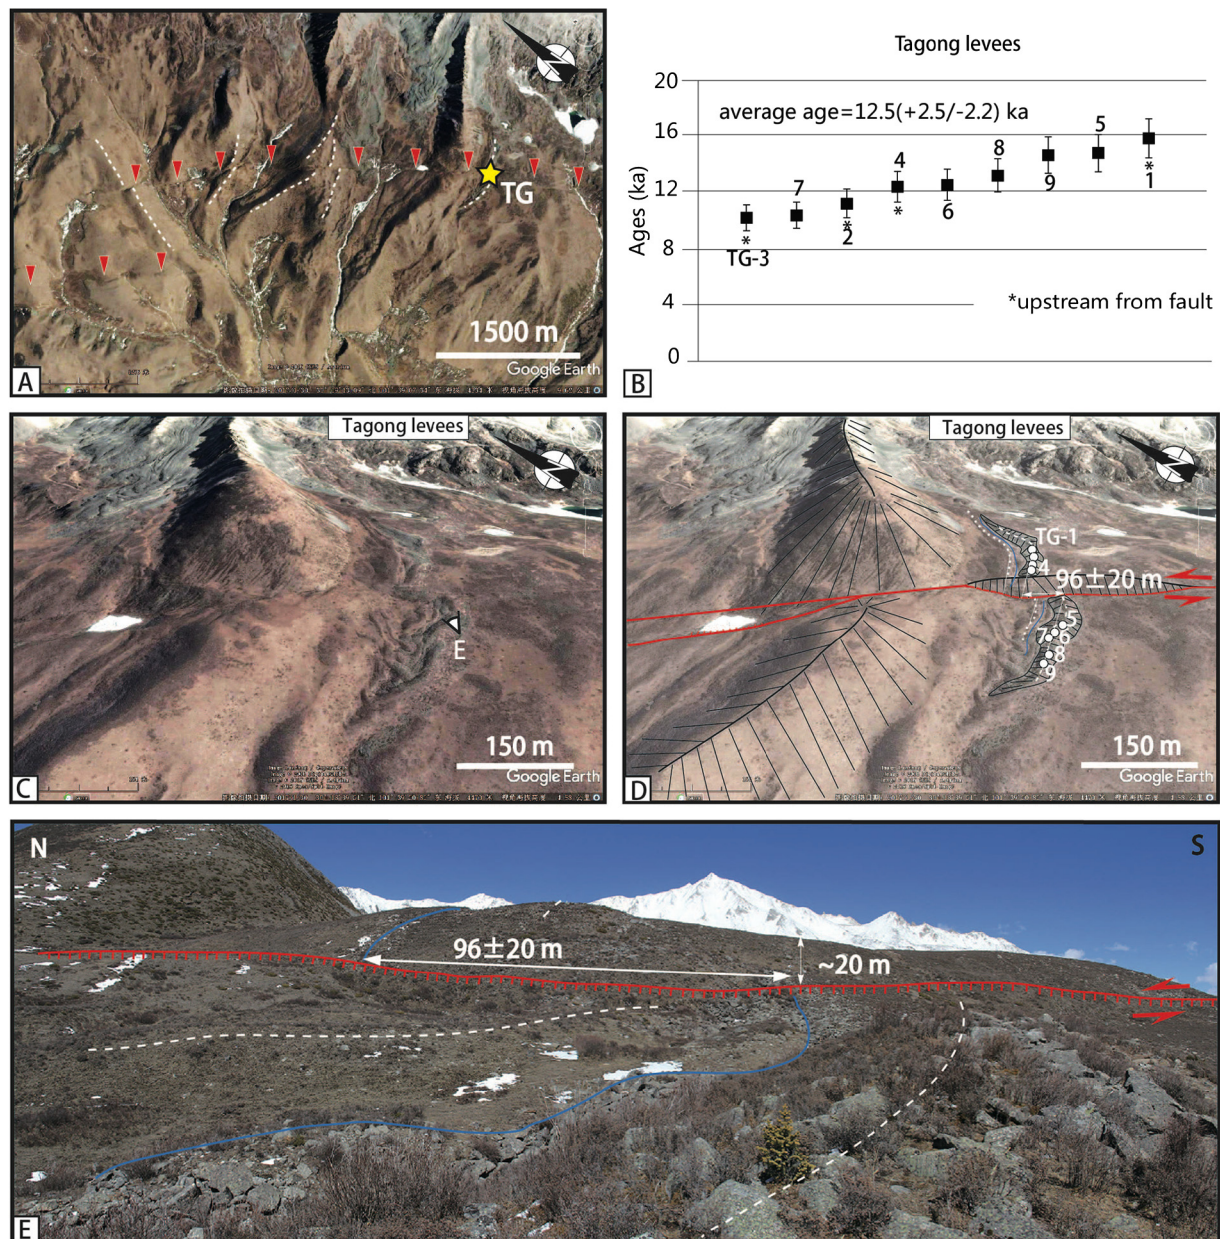 TG
1500 m
Google Earth
A
Tagong levees
20
16
12
8
4
0
Ages (ka)
average age=12.5(+2.5/-2.2) ka
TG-3
*
7
*
2
4
*
6
8
9
5
*
1
*upstream from fault
B
Tagong levees
E
150 m
Google Earth
C
Tagong levees
TG-1
4
96±20 m
5
7
6
8
9
150 m
Google Earth
D
N
S
96±20 m
~20 m
E